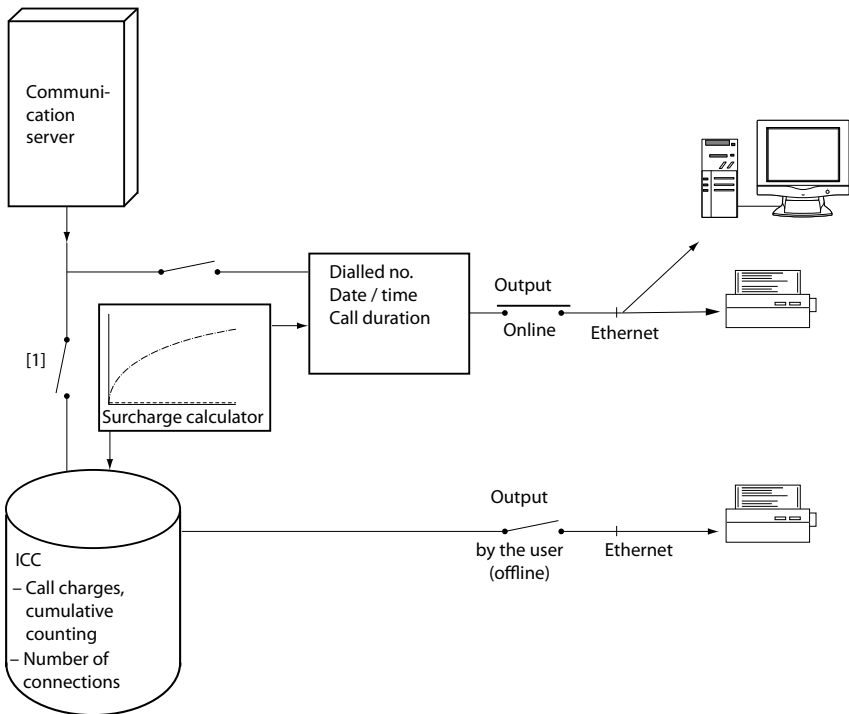 Communi-
cation
server
Dialled no.
Date / time
Call duration
Output
Online
Ethernet
[1]
Surcharge calculator
Output
by the user
(offline)
Ethernet
ICC
– Call charges,
cumulative
counting
– Number of
connections